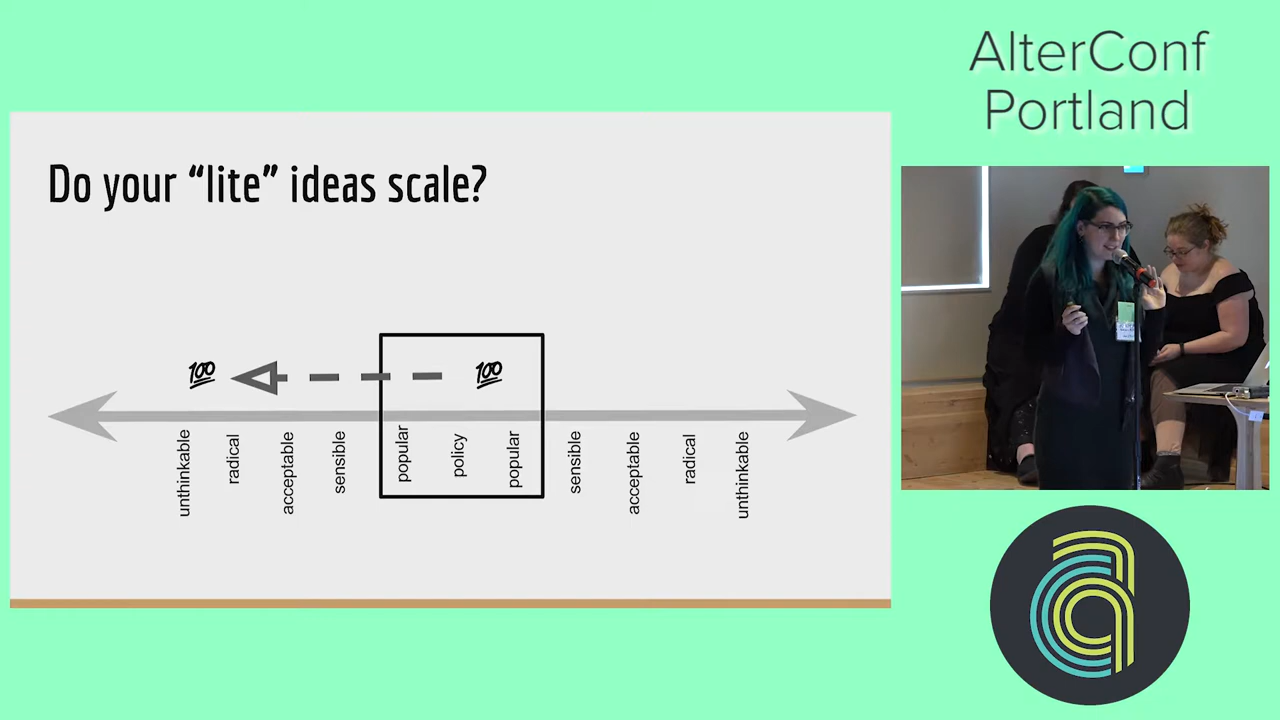 AlterConf
Portland
Do your “lite” ideas scale?
💯 💯
unthinkable
radical
acceptable
sensible
popular
policy
popular
sensible
acceptable
radical
unthinkable